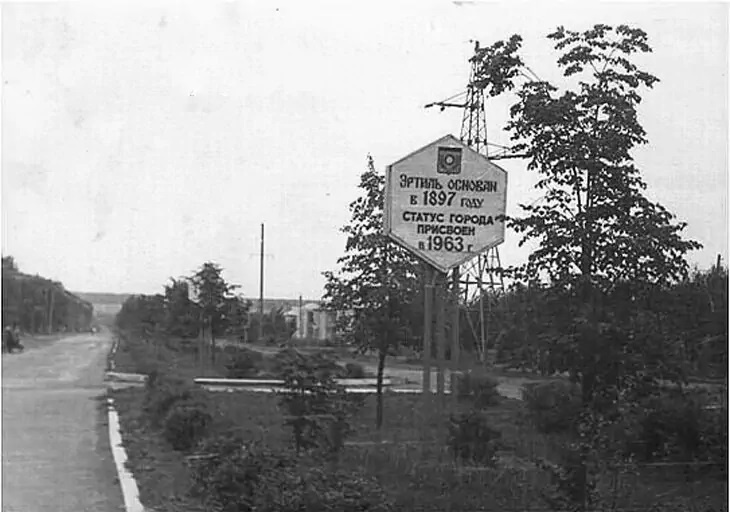 ЭРТИЛЬ ОСНОВАН
В 1897 ГОДУ
СТАТУС ГОРОДА
ПРИСВОЕН
в 1963 г.